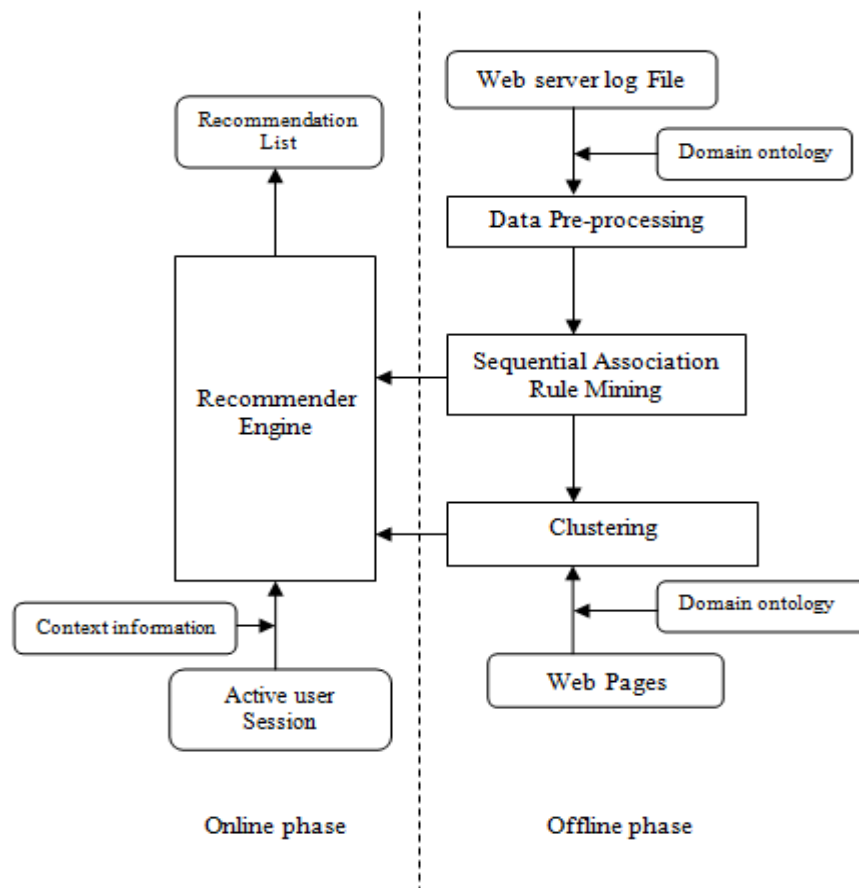 Web server log File
Recommendation
List
Domain ontology
Data Pre-processing
Sequential Association
Rule Mining
Recommender
Engine
Clustering
Domain ontology
Context information
Web Pages
Active user
Session
Online phase
Offline phase